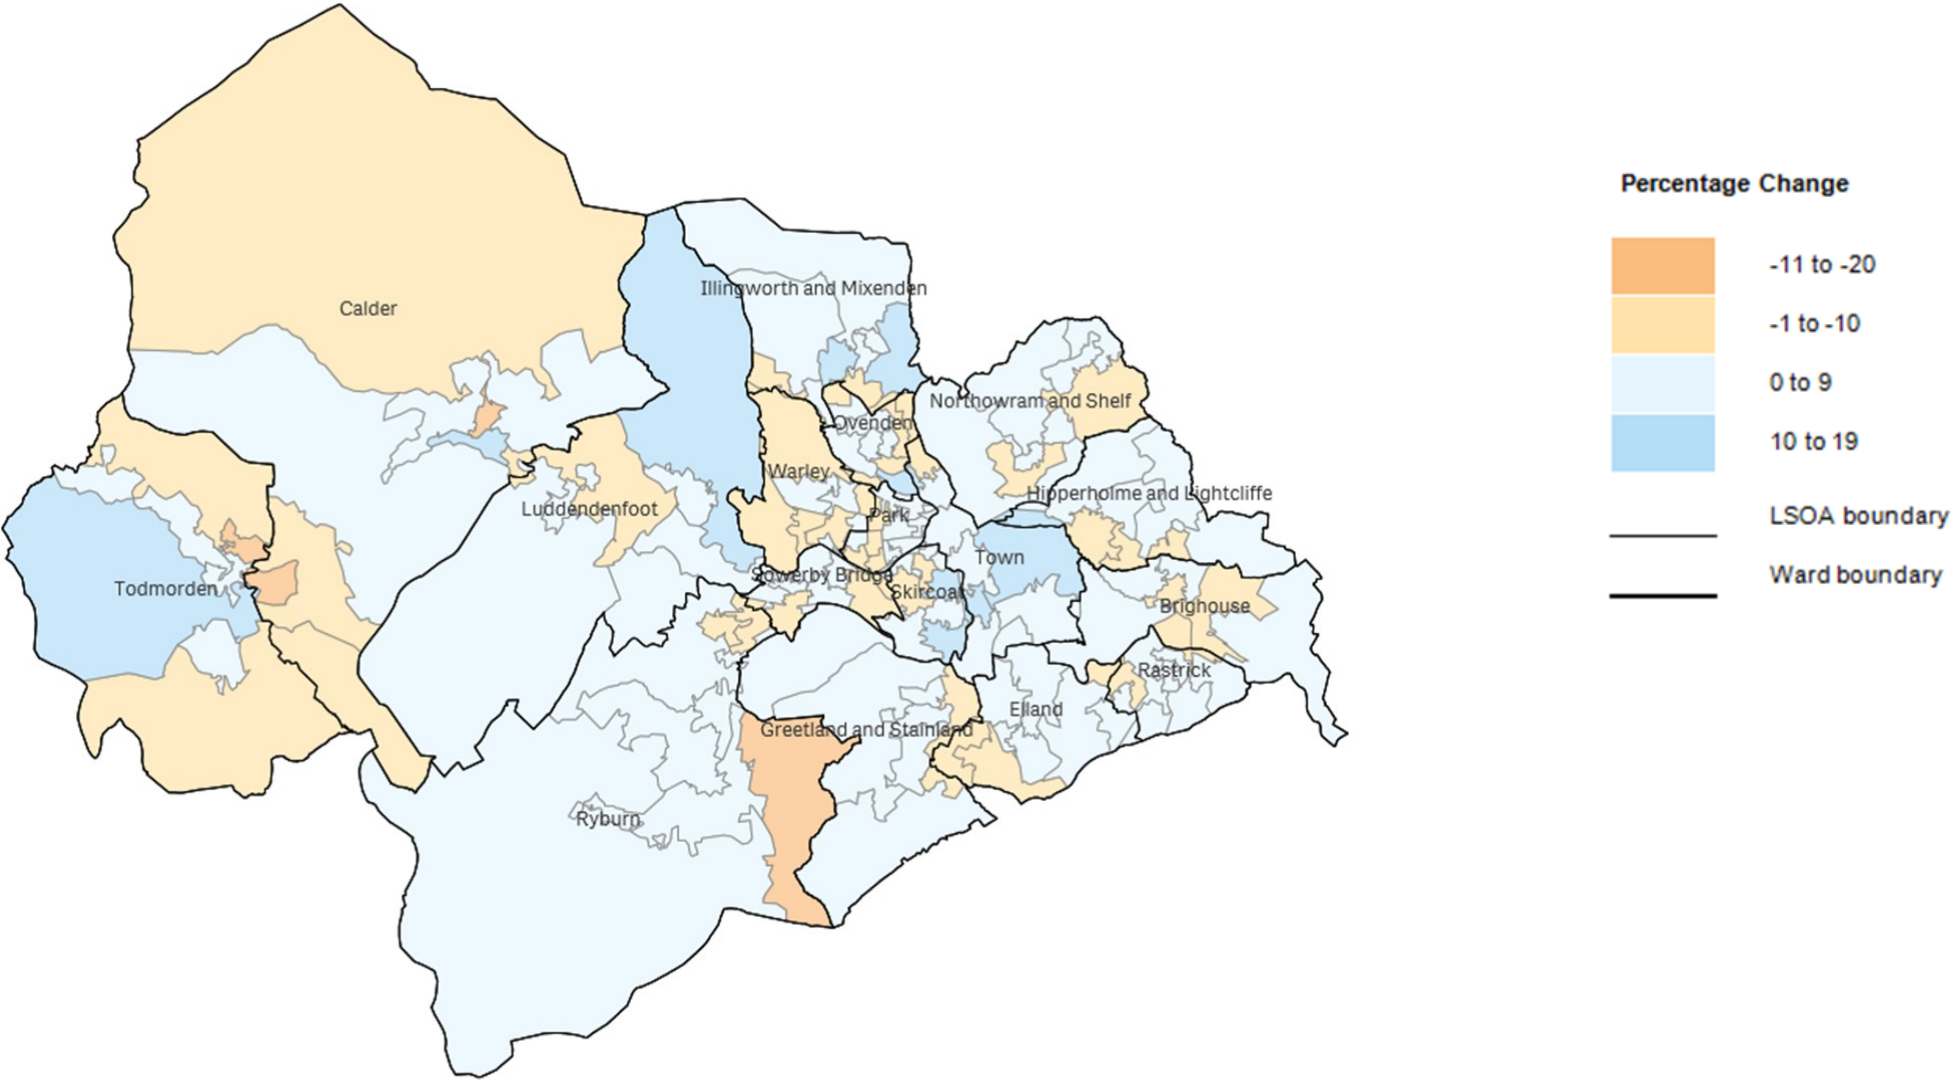 Percentage Change
-11 to -20
-1 to -10
0 to 9
10 to 19
LSOA boundary
Ward boundary
Calder
Illingworth and Mixenden
Northowram and Shelf
Ovenden
Warley
Hipperholme and Lightcliffe
Luddendenfoot
Park
Town
Todmorden
Sowerby Bridge
Skircoat
Brighouse
Rastrick
Elland
Greetland and Stainland
Ryburn